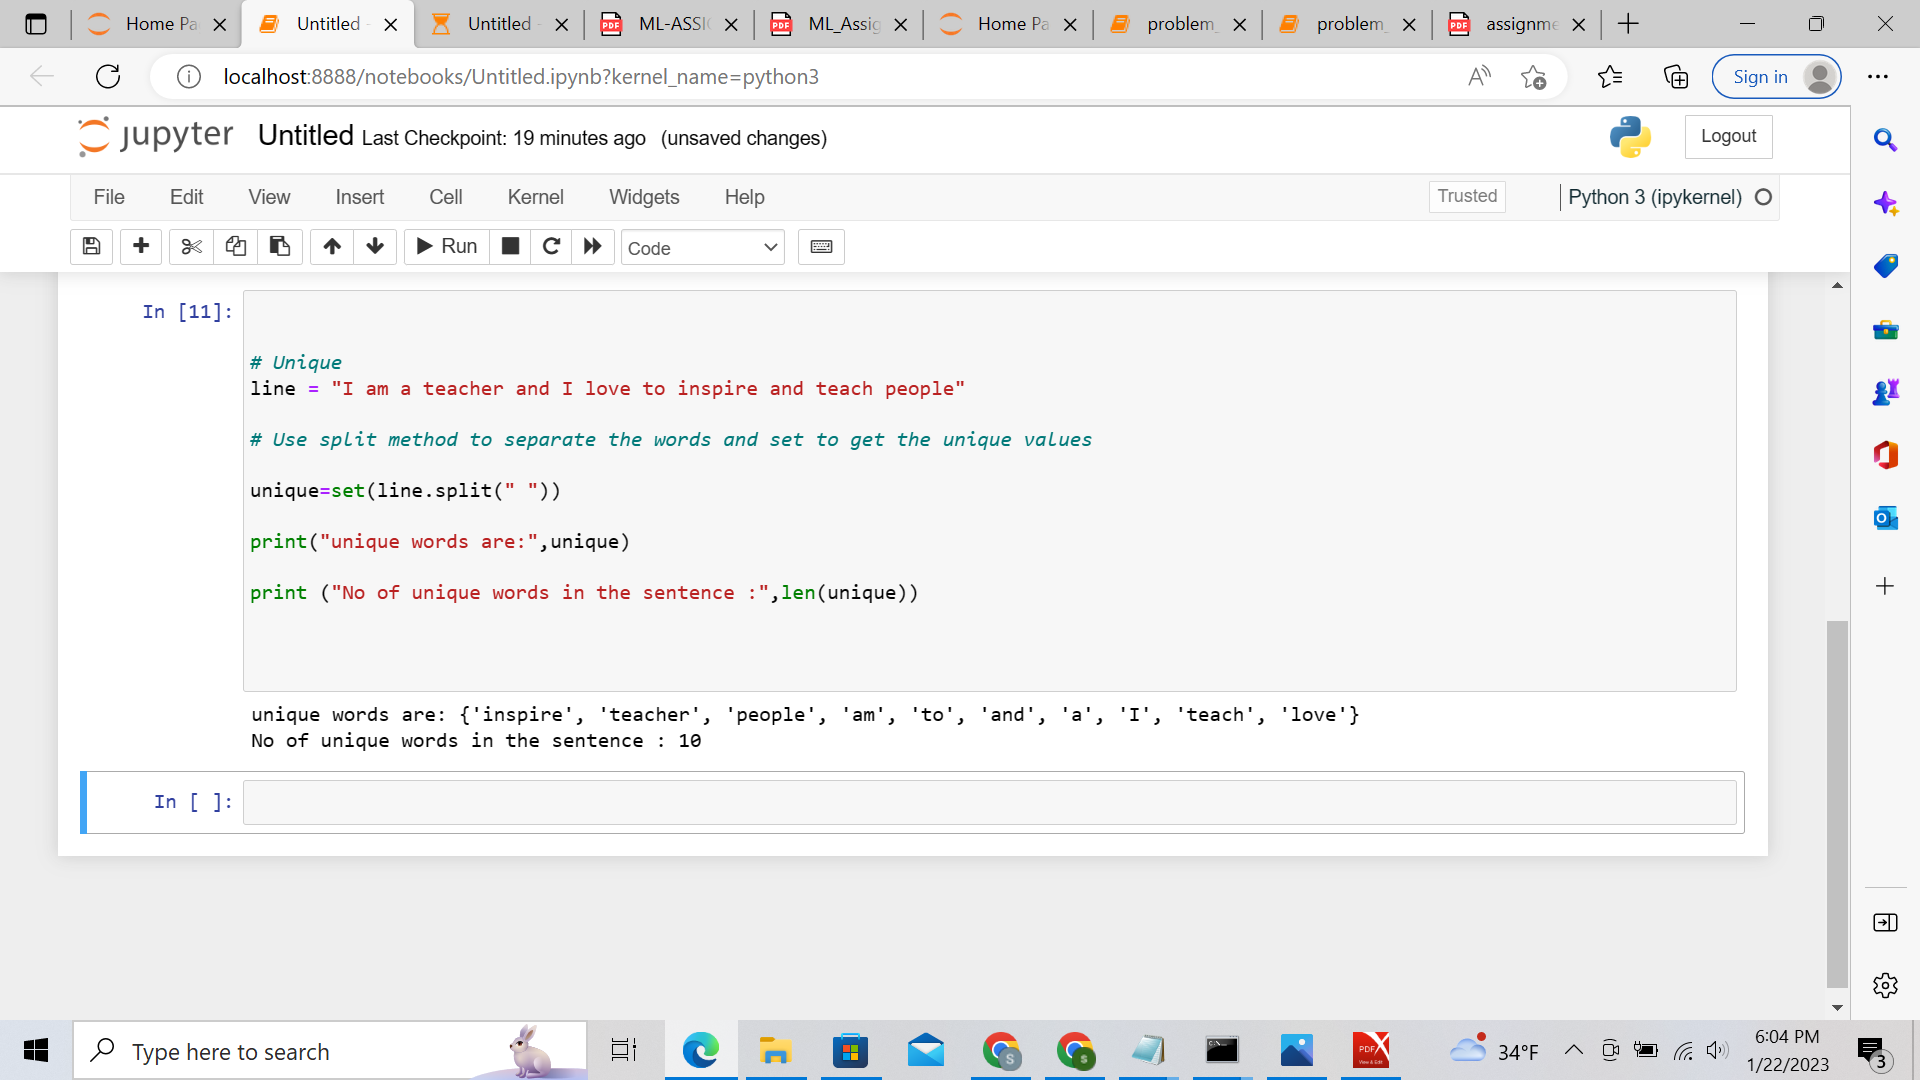 Home Pa
Untitled -
Untitled -
ML-ASSIG
ML_Assig
Home Pa
problem_
problem_
assignme
localhost:8888/notebooks/Untitled.ipynb?kernel_name=python3
Sign in
jupyter Untitled Last Checkpoint: 19 minutes ago (unsaved changes)
Logout
File Edit View Insert Cell Kernel Widgets Help
Trusted
Python 3 (ipykernel)
Run
Code
In [11]:
# Unique
line = "I am a teacher and I love to inspire and teach people"
# Use split method to separate the words and set to get the unique values
unique=set(line.split(" "))
print("unique words are:",unique)
print ("No of unique words in the sentence :",len(unique))
unique words are: {'inspire', 'teacher', 'people', 'am', 'to', 'and', 'a', 'I', 'teach', 'love'}
No of unique words in the sentence : 10
In [ ]:
Type here to search
34°F
6:04 PM
1/22/2023
3